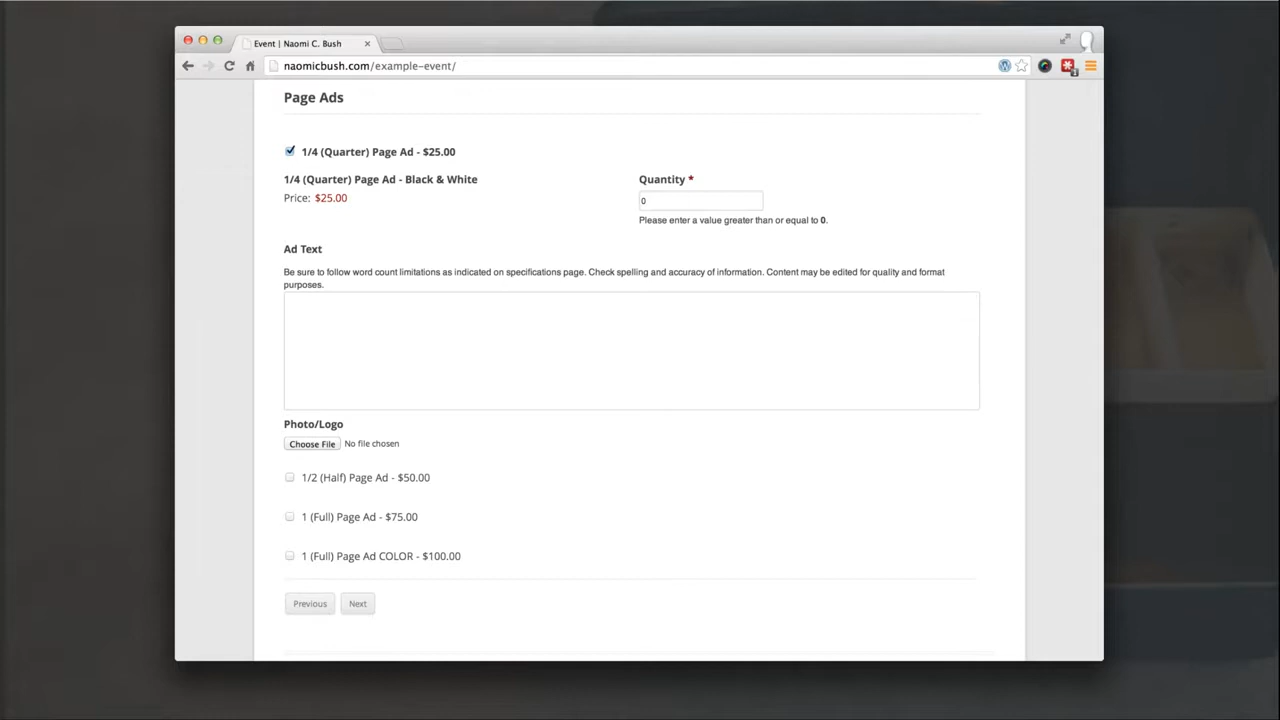 Event | Naomi C. Bush
naomicbush.com/example-event/
Page Ads
1/4 (Quarter) Page Ad - $25.00
1/4 (Quarter) Page Ad - Black & White
Price: $25.00
Quantity *
0
Please enter a value greater than or equal to 0.
Ad Text
Be sure to follow word count limitations as indicated on specifications page. Check spelling and accuracy of information. Content may be edited for quality and format
purposes.
Photo/Logo
Choose File No file chosen
1/2 (Half) Page Ad - $50.00
1 (Full) Page Ad - $75.00
1 (Full) Page Ad COLOR - $100.00
Previous Next